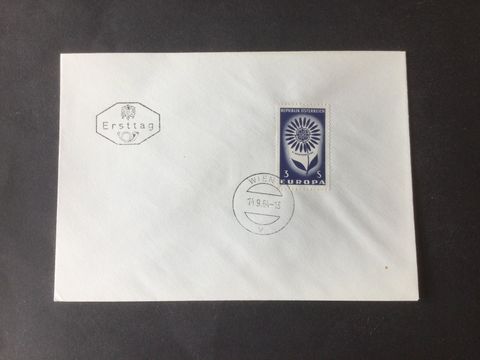 Ersttag
REPUBLIK ÖSTERREICH
3 S
EUROPA
WIEN
14.9.64-13